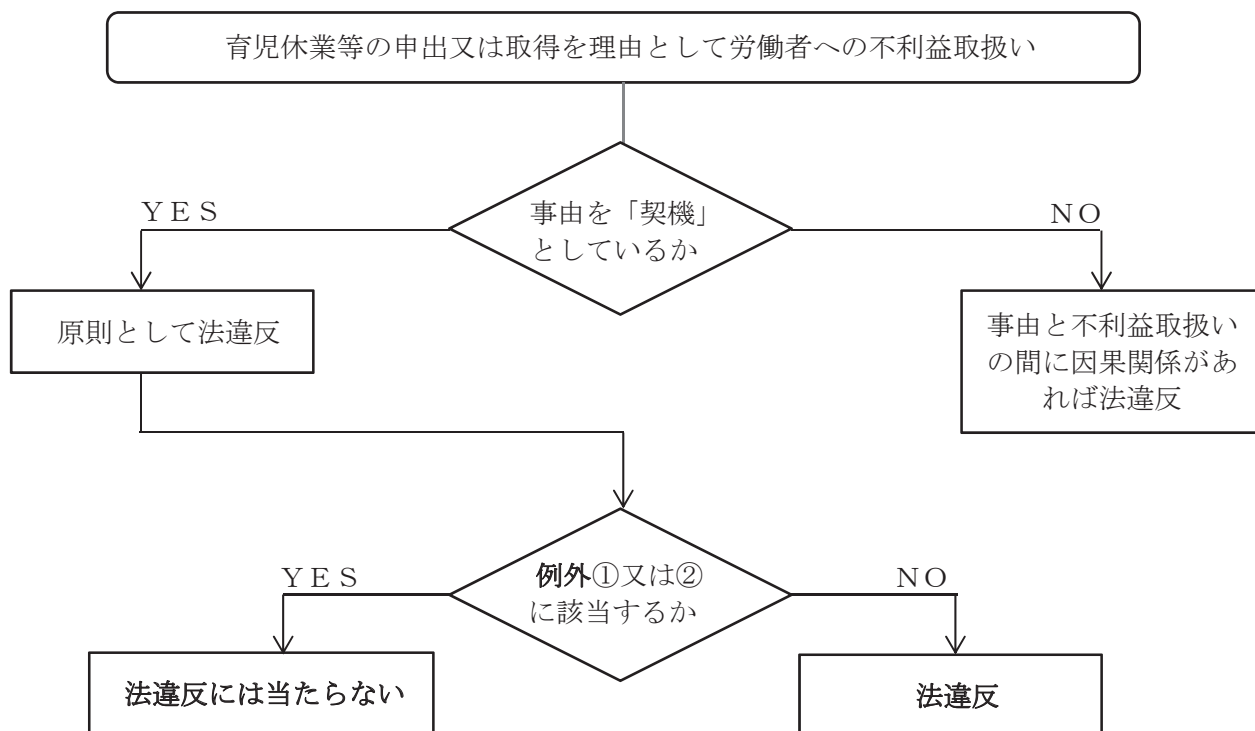 育児休業等の申出又は取得を理由として労働者への不利益取扱い
事由を「契機」
としているか
ＹＥＳ
ＮＯ
原則として法違反
事由と不利益取扱い
の間に因果関係があ
れば法違反
例外①又は②
に該当するか
ＹＥＳ
ＮＯ
法違反には当たらない
法違反